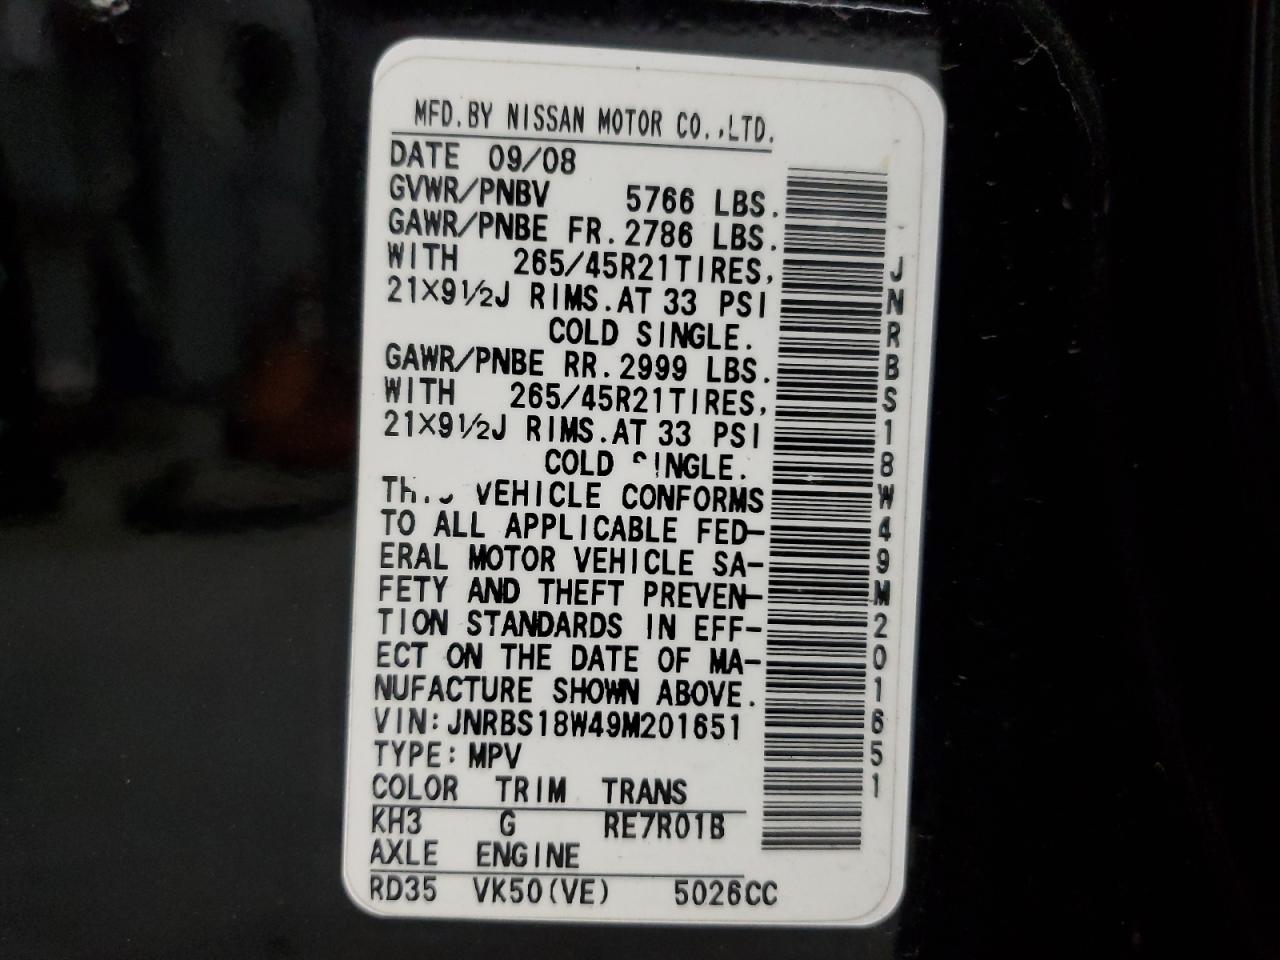 MFD. BY NISSAN MOTOR CO., LTD.
DATE 09/08
GVWR/PNBV 5766 LBS.
GAWR/PNBE FR. 2786 LBS.
WITH 265/45R21TIRES,
21X9½J RIMS. AT 33 PSI
COLD SINGLE.
GAWR/PNBE RR. 2999 LBS.
WITH 265/45R21TIRES,
21X9½J RIMS. AT 33 PSI
COLD SINGLE.
THIS VEHICLE CONFORMS
TO ALL APPLICABLE FED-
ERAL MOTOR VEHICLE SA-
FETY AND THEFT PREVEN-
TION STANDARDS IN EFF-
ECT ON THE DATE OF MA-
NUFACTURE SHOWN ABOVE.
VIN: JNRBS18W49M201651
TYPE: MPV
COLOR TRIM TRANS
KH3 G RE7R01B
AXLE ENGINE
RD35 VK50(VE) 5026CC
JNRBS18W49M201651